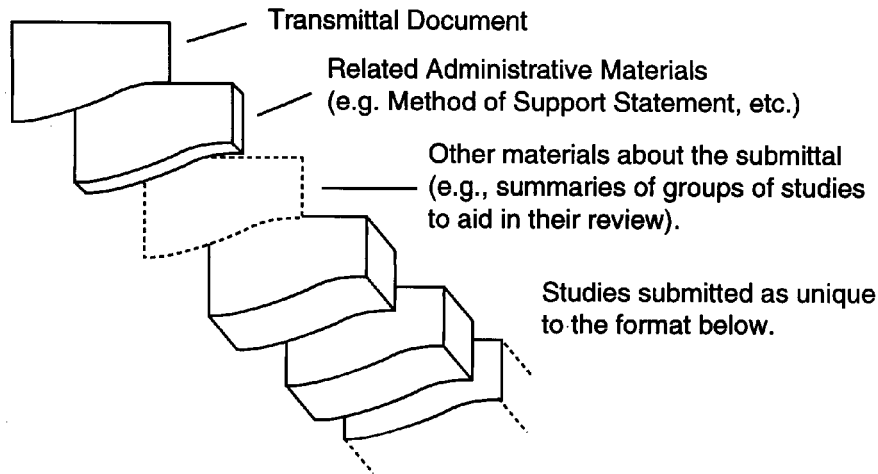 Transmittal Document
Related Administrative Materials
(e.g. Method of Support Statement, etc.)
Other materials about the submittal
(e.g., summaries of groups of studies
to aid in their review).
Studies submitted as unique
to the format below.